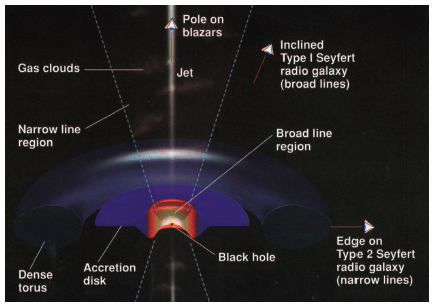 Pole on
blazars
Inclined
Type I Seyfert
radio galaxy
(broad lines)
Gas clouds
Jet
Narrow line
region
Broad line
region
Black hole
Edge on
Type 2 Seyfert
radio galaxy
(narrow lines)
Accretion
disk
Dense
torus